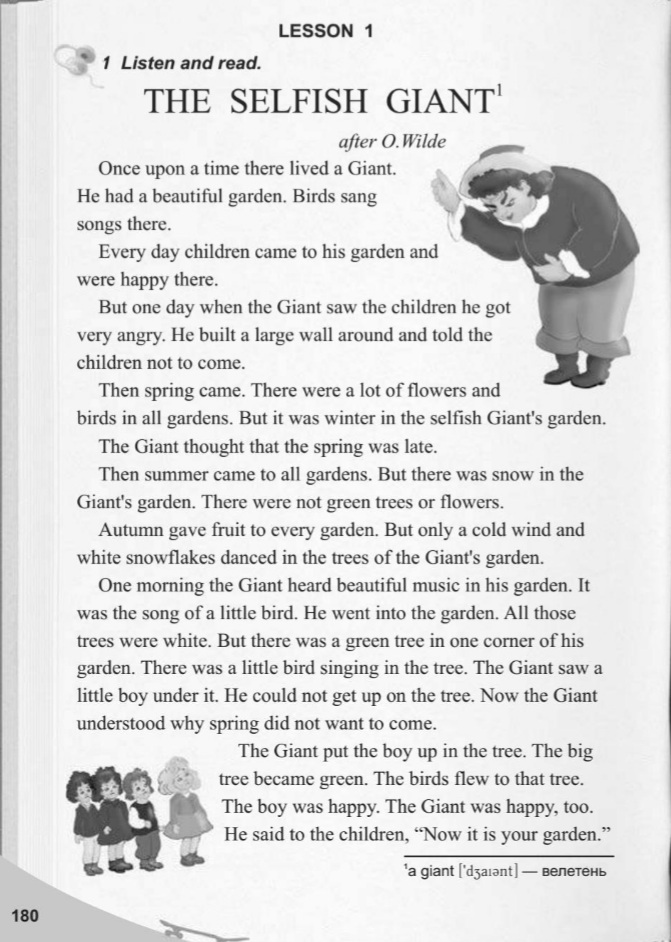 LESSON 1
1 Listen and read.
THE SELFISH GIANT¹
after O. Wilde
Once upon a time there lived a Giant.
He had a beautiful garden. Birds sang
songs there.
Every day children came to his garden and
were happy there.
But one day when the Giant saw the children he got
very angry. He built a large wall around and told the
children not to come.
Then spring came. There were a lot of flowers and
birds in all gardens. But it was winter in the selfish Giant's garden.
The Giant thought that the spring was late.
Then summer came to all gardens. But there was snow in the
Giant's garden. There were not green trees or flowers.
Autumn gave fruit to every garden. But only a cold wind and
white snowflakes danced in the trees of the Giant's garden.
One morning the Giant heard beautiful music in his garden. It
was the song of a little bird. He went into the garden. All those
trees were white. But there was a green tree in one corner of his
garden. There was a little bird singing in the tree. The Giant saw a
little boy under it. He could not get up on the tree. Now the Giant
understood why spring did not want to come.
The Giant put the boy up in the tree. The big
tree became green. The birds flew to that tree.
The boy was happy. The Giant was happy, too.
He said to the children, “Now it is your garden.”
¹a giant ['dʒaɪənt] — велетень
180